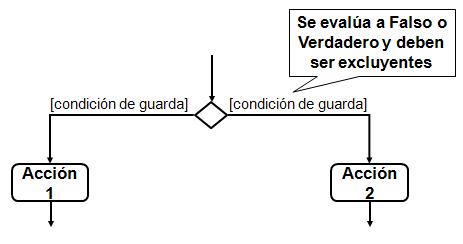 Se evalúa a Falso o
Verdadero y deben
ser excluyentes
[condición de guarda]
[condición de guarda]
Acción
1
Acción
2